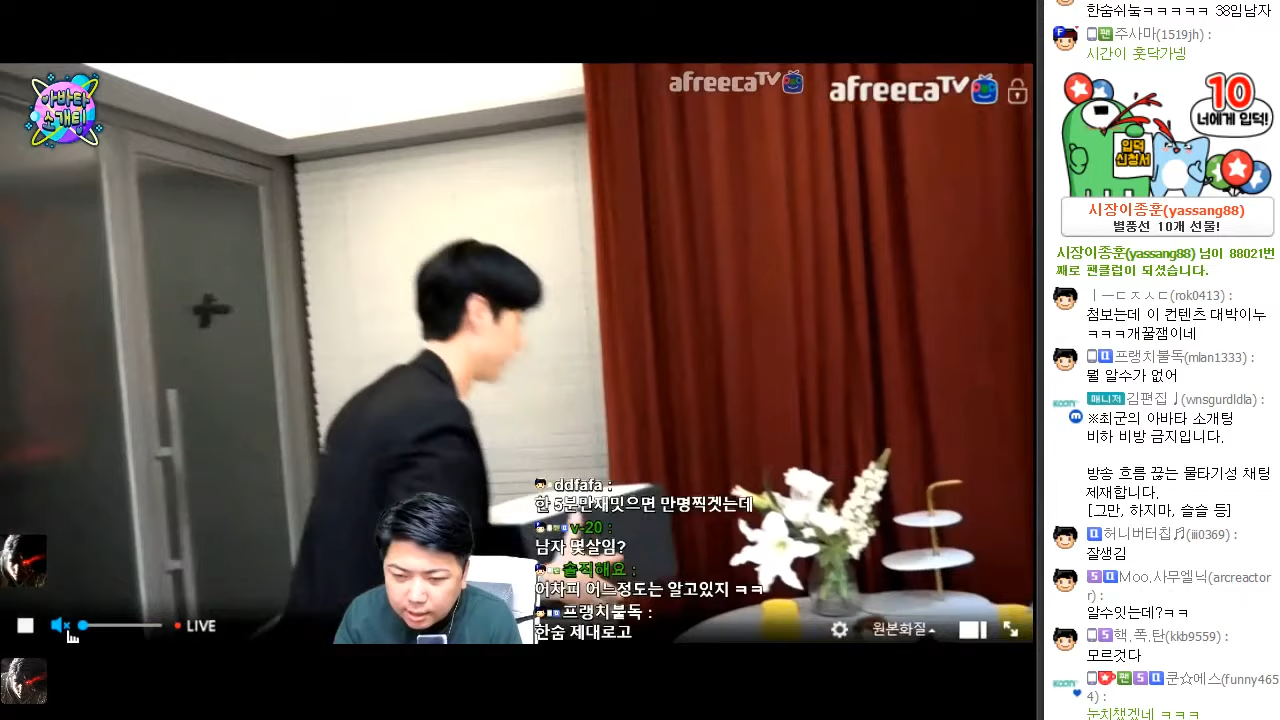 아바타
소개팅
afreecaTV
afreecaTV
ddfafa :
한 5분만재밋으면 만명찍겟는데
v-20 :
남자 몇살임?
솔직해요 :
어차피 어느정도는 알고있지 ㅋㅋ
프랭치불독 :
한숨 제대로고
LIVE
원본화질
한숨쉬눜ㅋㅋㅋㅋㅋ 38임남자
팬 주사마(1519jh) :
시간이 훗닥가넹
10
너에게 입덕!
입덕
신청서
시장이종훈(yassang88)
별풍선 10개 선물!
시장이종훈(yassang88) 님이 88021번
째로 팬클럽이 되셨습니다.
ㅣㅡㄷㅈㅅㄷ(rok0413) :
첨보는데 이 컨텐츠 대박이누
ㅋㅋㅋ개꿀잼이네
프랭치불독(mlan1333) :
뭘 알수가 없어
매니저 김편집♩(wnsgurdldla) :
※최군의 아바타 소개팅
비하 비방 금지입니다.
방송 흐름 끊는 물타기성 채팅
제재합니다.
[그만, 하지마, 슬슬 등]
허니버터칩♬(iii0369) :
잘생김
S Moo.사무엘닉(arcreactor) :
알수잇는데?ㅋㅋ
S 핵.폭.탄(kkb9559) :
모르것다
팬 S 쿤☆에스(funny4654) :
눈치챘겠네 ㅋㅋㅋ